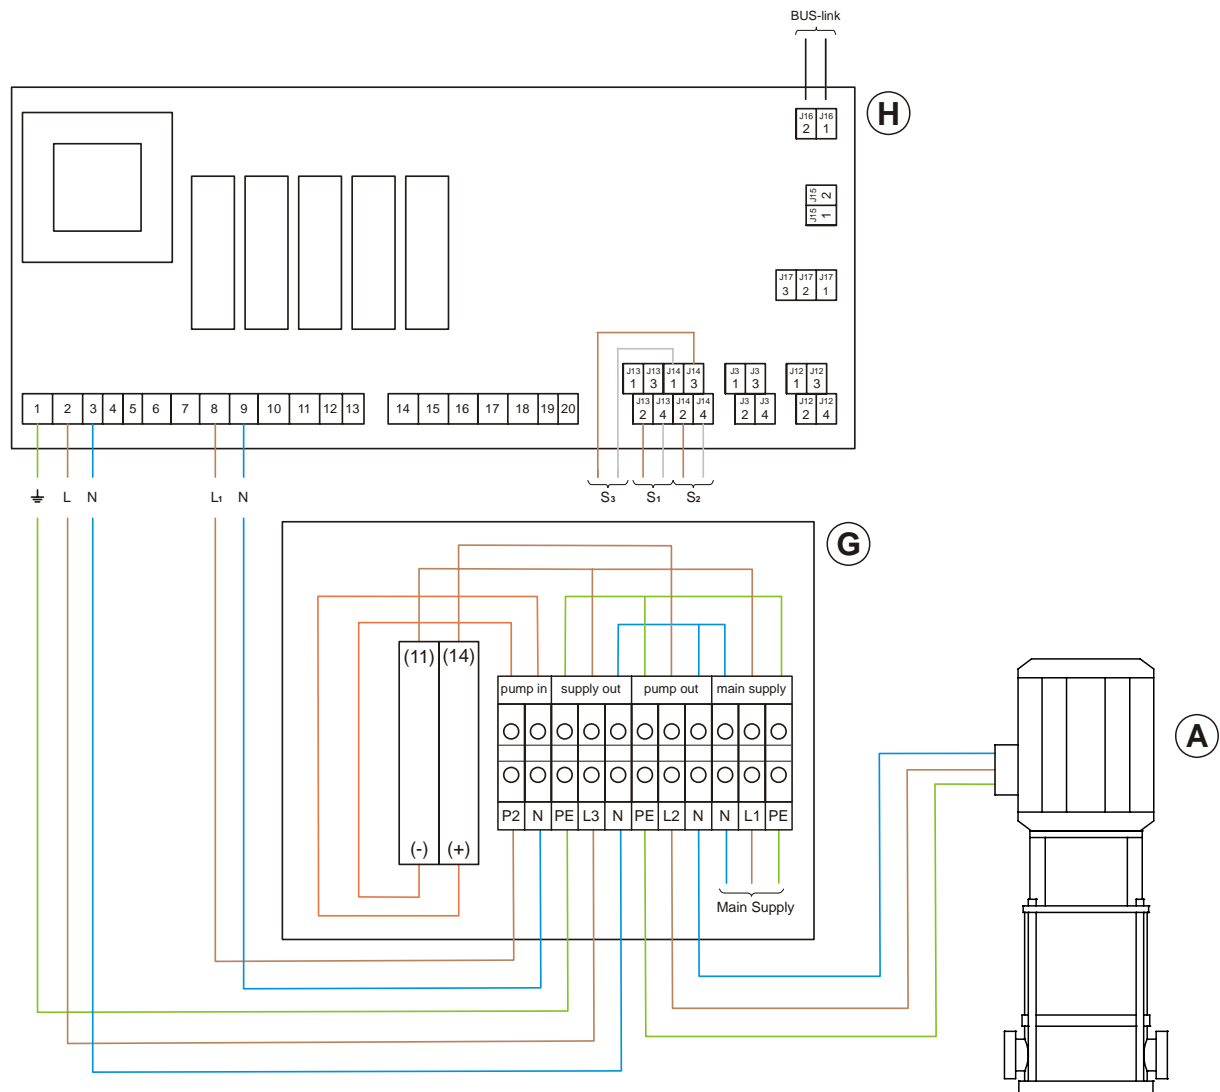 BUS-link
H
J16 J16
2 1
J15 2
J15 1
J17 J17 J17
3 2 1
J13 J13 J14 J14
1 3 1 3
J13 J13 J14 J14
2 4 2 4
J3 J3
1 3
J3 J3
2 4
J12 J12
1 3
J12 J12
2 4
1 2 3 4 5 6 7 8 9 10 11 12 13
14 15 16 17 18 19 20
L N L1 N
S3 S1 S2
G
(11) (14)
pump in supply out pump out main supply
A
P2 N PE L3 N PE L2 N N L1 PE
(-) (+)
Main Supply